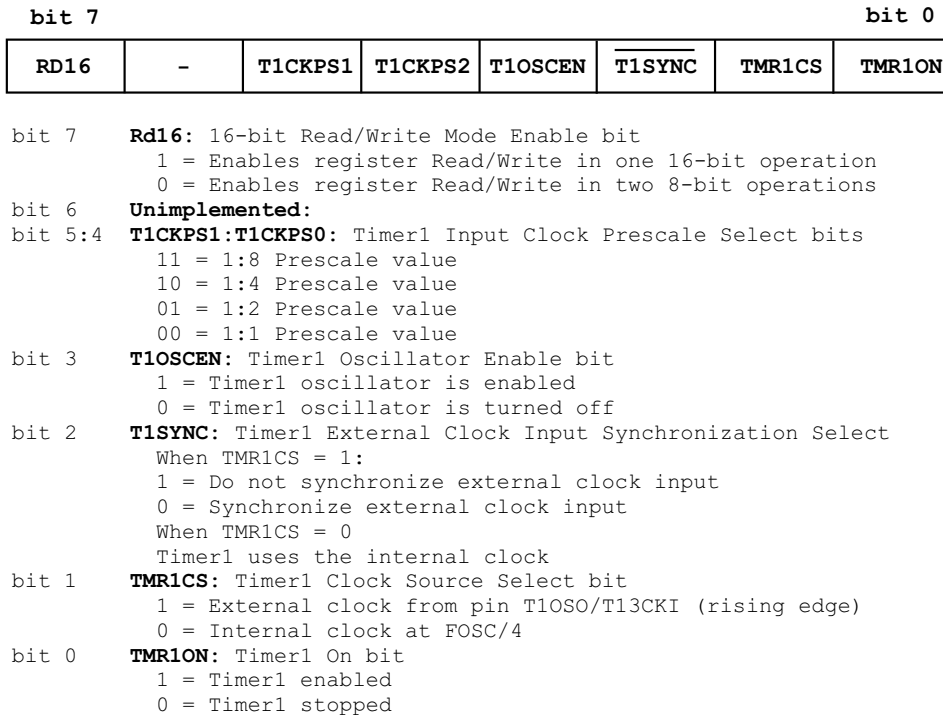 bit 7 bit 0
RD16 - T1CKPS1 T1CKPS2 T1OSCEN T1SYNC TMR1CS TMR1ON
bit 7 Rd16: 16-bit Read/Write Mode Enable bit
1 = Enables register Read/Write in one 16-bit operation
0 = Enables register Read/Write in two 8-bit operations
bit 6 Unimplemented:
bit 5:4 T1CKPS1:T1CKPS0: Timer1 Input Clock Prescale Select bits
11 = 1:8 Prescale value
10 = 1:4 Prescale value
01 = 1:2 Prescale value
00 = 1:1 Prescale value
bit 3 T1OSCEN: Timer1 Oscillator Enable bit
1 = Timer1 oscillator is enabled
0 = Timer1 oscillator is turned off
bit 2 T1SYNC: Timer1 External Clock Input Synchronization Select
When TMR1CS = 1:
1 = Do not synchronize external clock input
0 = Synchronize external clock input
When TMR1CS = 0
Timer1 uses the internal clock
bit 1 TMR1CS: Timer1 Clock Source Select bit
1 = External clock from pin T1OSO/T13CKI (rising edge)
0 = Internal clock at FOSC/4
bit 0 TMR1ON: Timer1 On bit
1 = Timer1 enabled
0 = Timer1 stopped